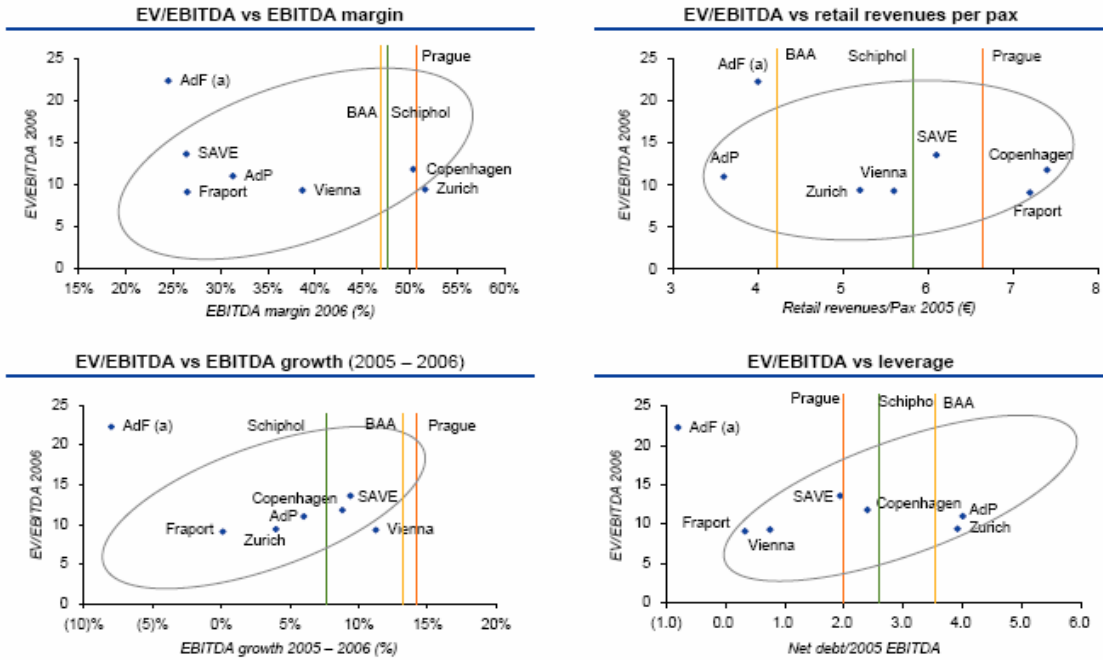 EV/EBITDA vs EBITDA margin
EV/EBITDA 2006
25
20
15
10
5
0
15%
20%
25%
30%
35%
40%
45%
50%
55%
60%
AdF (a)
Prague
BAA
Schiphol
SAVE
AdP
Copenhagen
Fraport
Vienna
Zurich
EBITDA margin 2006 (%)
EV/EBITDA vs retail revenues per pax
EV/EBITDA 2006
25
20
15
10
5
0
3
4
5
6
7
8
AdF (a)
BAA
Schiphol
Prague
AdP
SAVE
Copenhagen
Vienna
Zurich
Fraport
Retail revenues/Pax 2005 (€)
EV/EBITDA vs EBITDA growth (2005 – 2006)
EV/EBITDA 2006
25
20
15
10
5
0
(10)%
(5)%
0%
5%
10%
15%
20%
AdF (a)
Schiphol
BAA
Prague
Copenhagen
SAVE
AdP
Fraport
Zurich
Vienna
EBITDA growth 2005 – 2006 (%)
EV/EBITDA vs leverage
EV/EBITDA 2006
25
20
15
10
5
0
(1.0)
0.0
1.0
2.0
3.0
4.0
5.0
6.0
Prague
Schipho
BAA
AdF (a)
SAVE
Copenhagen
AdP
Fraport
Zurich
Vienna
Net debt/2005 EBITDA